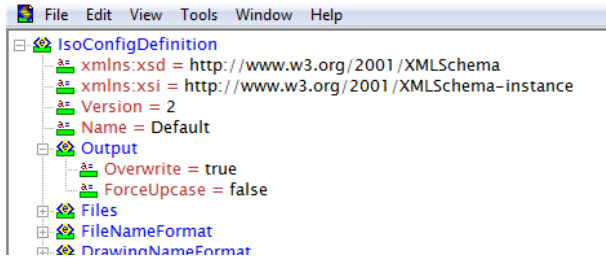 File Edit View Tools Window Help
IsoConfigDefinition
xmlns:xsd = http://www.w3.org/2001/XMLSchema
xmlns:xsi = http://www.w3.org/2001/XMLSchema-instance
Version = 2
Name = Default
Output
Overwrite = true
ForceUpcase = false
Files
FileNameFormat
DrawingNameFormat